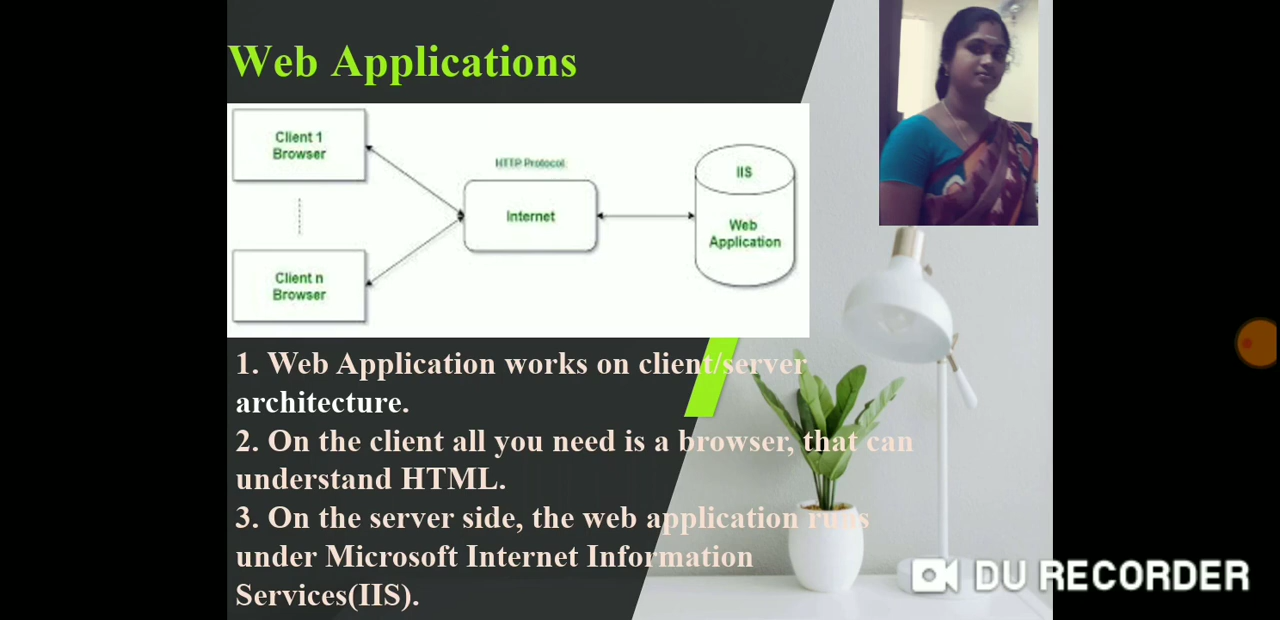 Web Applications
Client 1
Browser
HTTP Protocol
Internet
IIS
Web
Application
Client n
Browser
1. Web Application works on client/server
architecture.
2. On the client all you need is a browser, that can
understand HTML.
3. On the server side, the web application runs
under Microsoft Internet Information
Services(IIS).
DU RECORDER